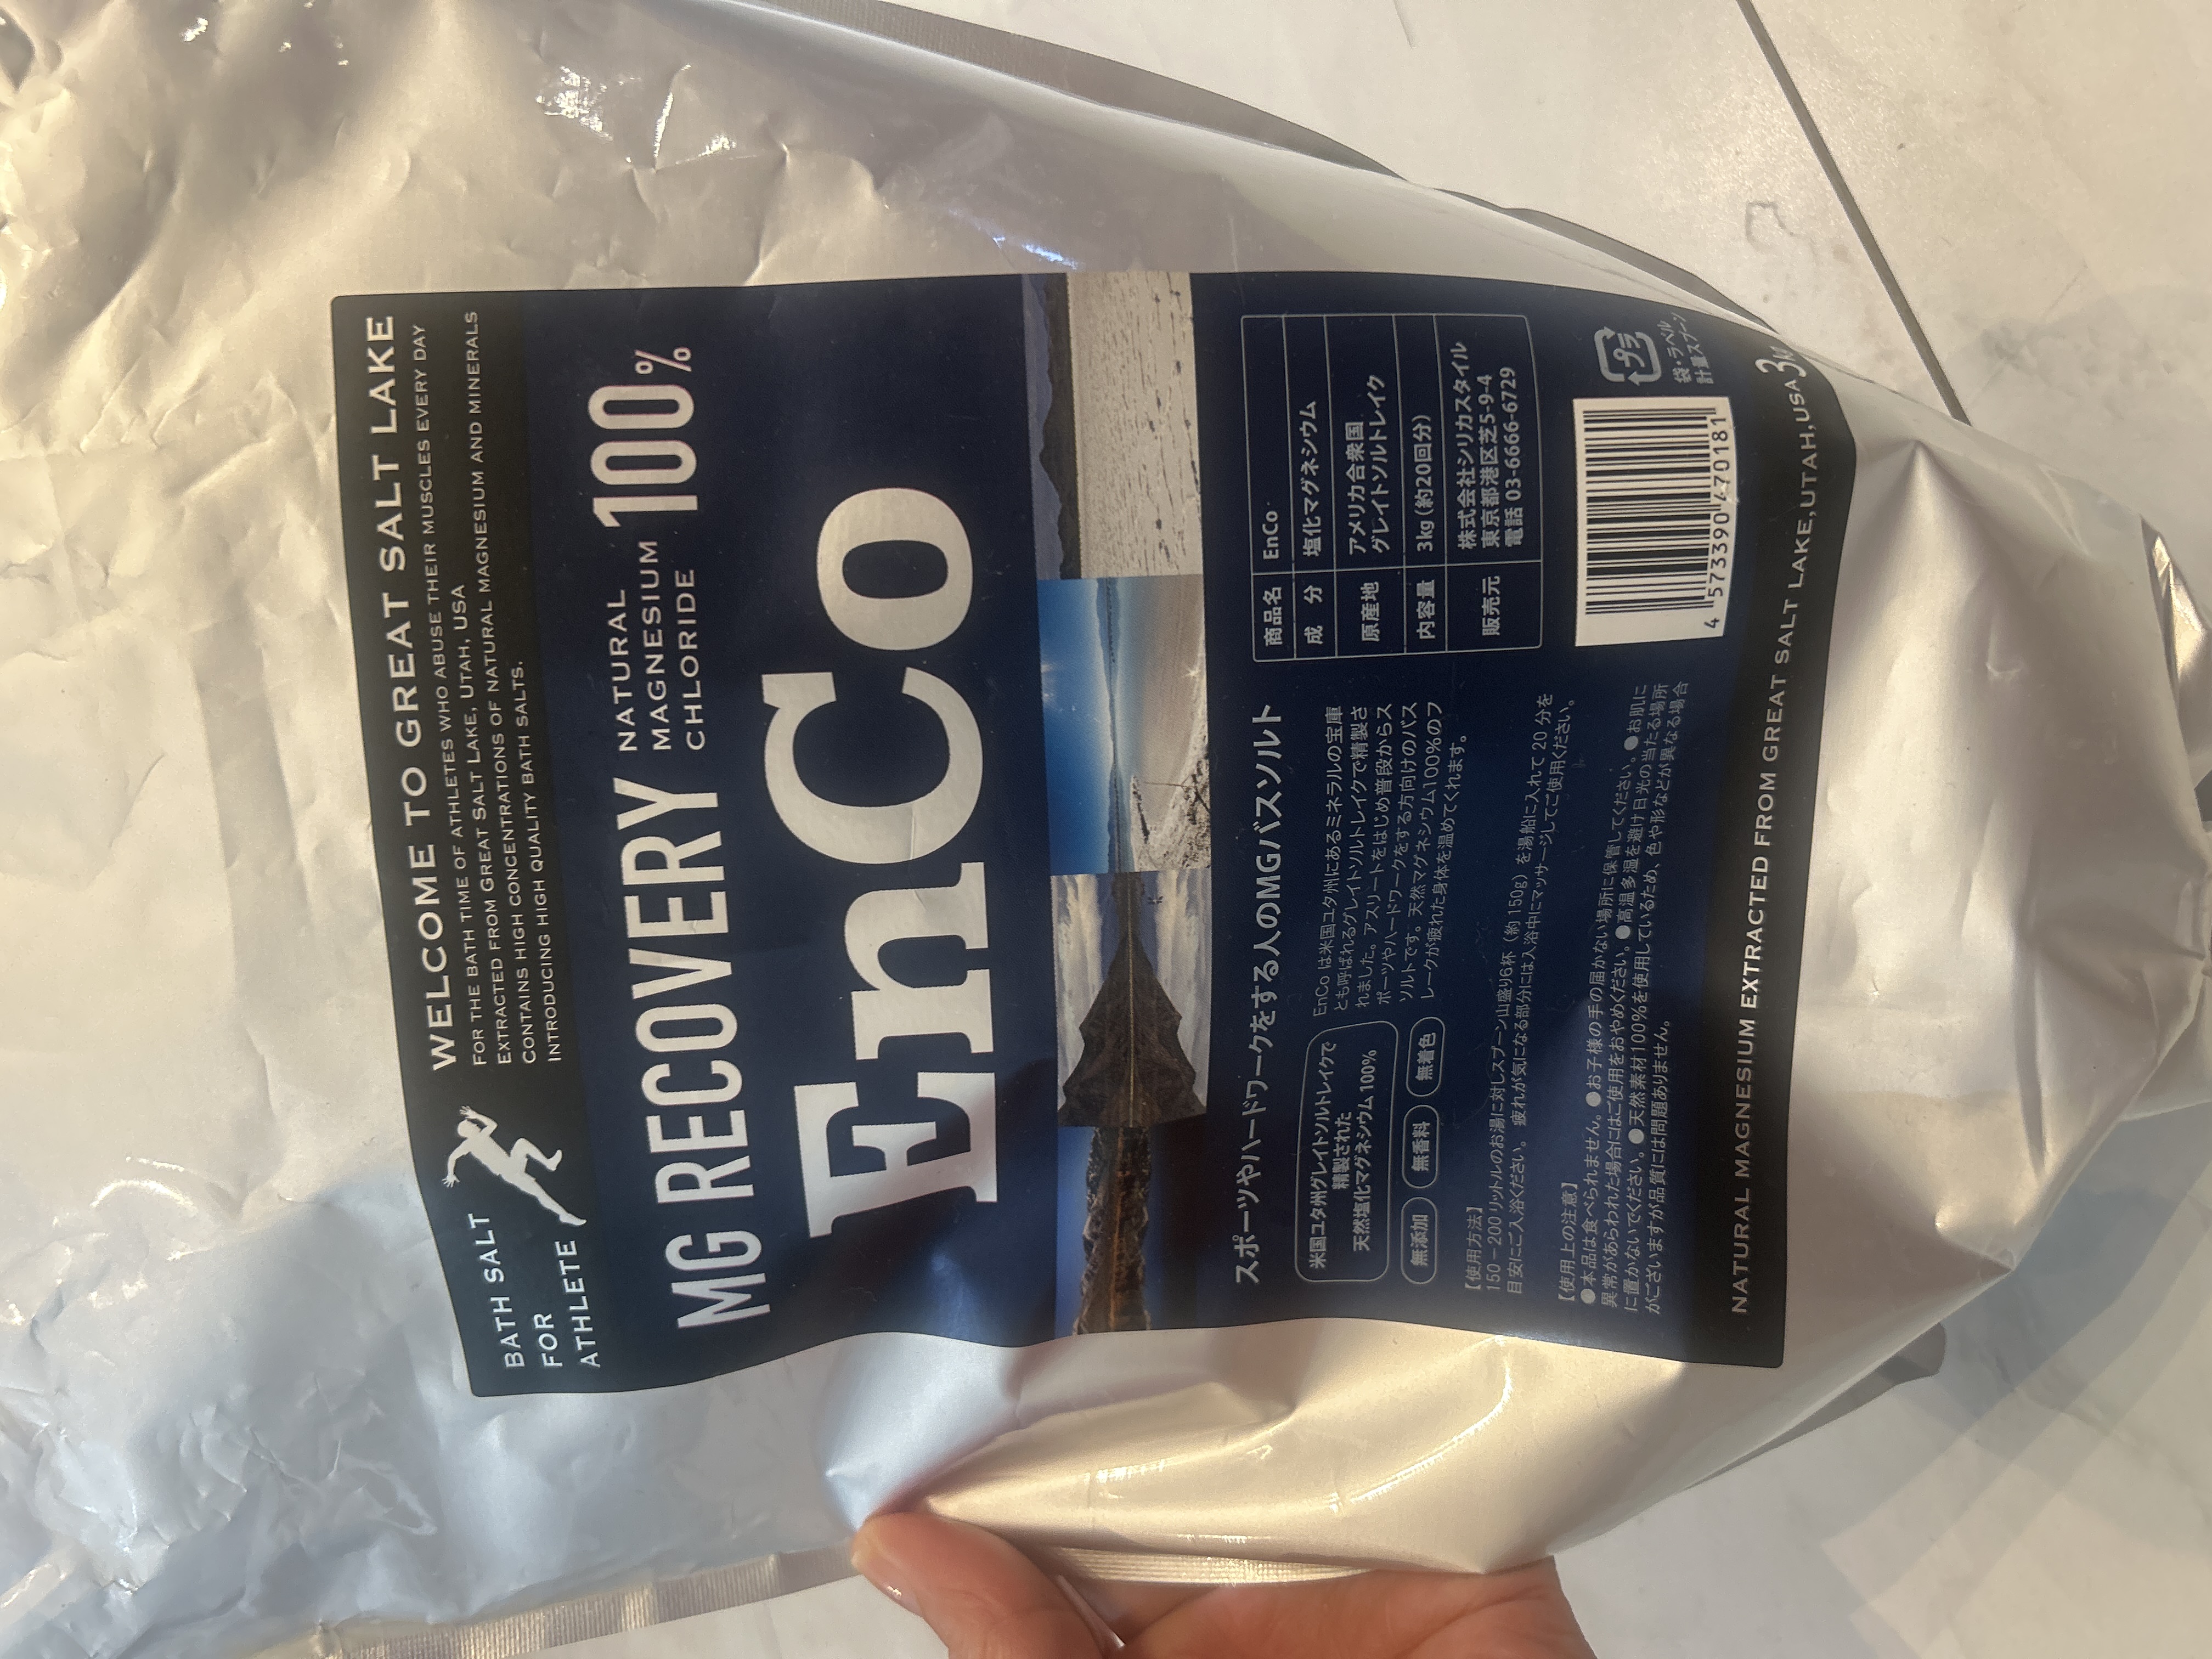 BATH SALT
FOR
ATHLETE
WELCOME TO GREAT SALT LAKE
FOR THE BATH TIME OF ATHLETES WHO ABUSE THEIR MUSCLES EVERY DAY
EXTRACTED FROM GREAT SALT LAKE, UTAH, USA
CONTAINS HIGH CONCENTRATIONS OF NATURAL MAGNESIUM AND MINERALS
INTRODUCING HIGH QUALITY BATH SALTS.
MG RECOVERY
NATURAL
MAGNESIUM
CHLORIDE
100%
EnCo
スポーツやハードワークをする人のMGバスソルト
米国ユタ州グレイトソルトレイクで
精製された
天然塩化マグネシウム100%
無添加 無香料 無着色
EnCo は米国ユタ州にあるミネラルの宝庫
とも呼ばれるグレイトソルトレイクで精製さ
れました。アスリートをはじめ普段からス
ポーツやハードワークをする方向けのバス
ソルトです。天然マグネシウム100%のフ
レークが疲れた身体を温めてくれます。
【使用方法】
150-200リットルのお湯に対しスプーン山盛り6杯（約150g）を湯船に入れて20分を
目安にご入浴ください。疲れが気になる部分には入浴中にマッサージしてご使用ください。
【使用上の注意】
●本品は食べられません。●お子様の手の届かない場所に保管してください。●お肌に
異常があらわれた場合にはご使用をおやめください。●高温多湿を避け日光の当たる場所
に置かないでください。●天然素材100%を使用しているため、色や形などが異なる場合
がございますが品質には問題ありません。
商品名 EnCo
成 分 塩化マグネシウム
原産地 アメリカ合衆国
グレイトソルトレイク
内容量 3kg（約20回分）
販売元 株式会社シリカスタイル
東京都港区芝5-9-4
電話 03-6666-6729
4 573390 470181
プラ
袋・ラベル
計量スプーン
NATURAL MAGNESIUM EXTRACTED FROM GREAT SALT LAKE,UTAH,USA